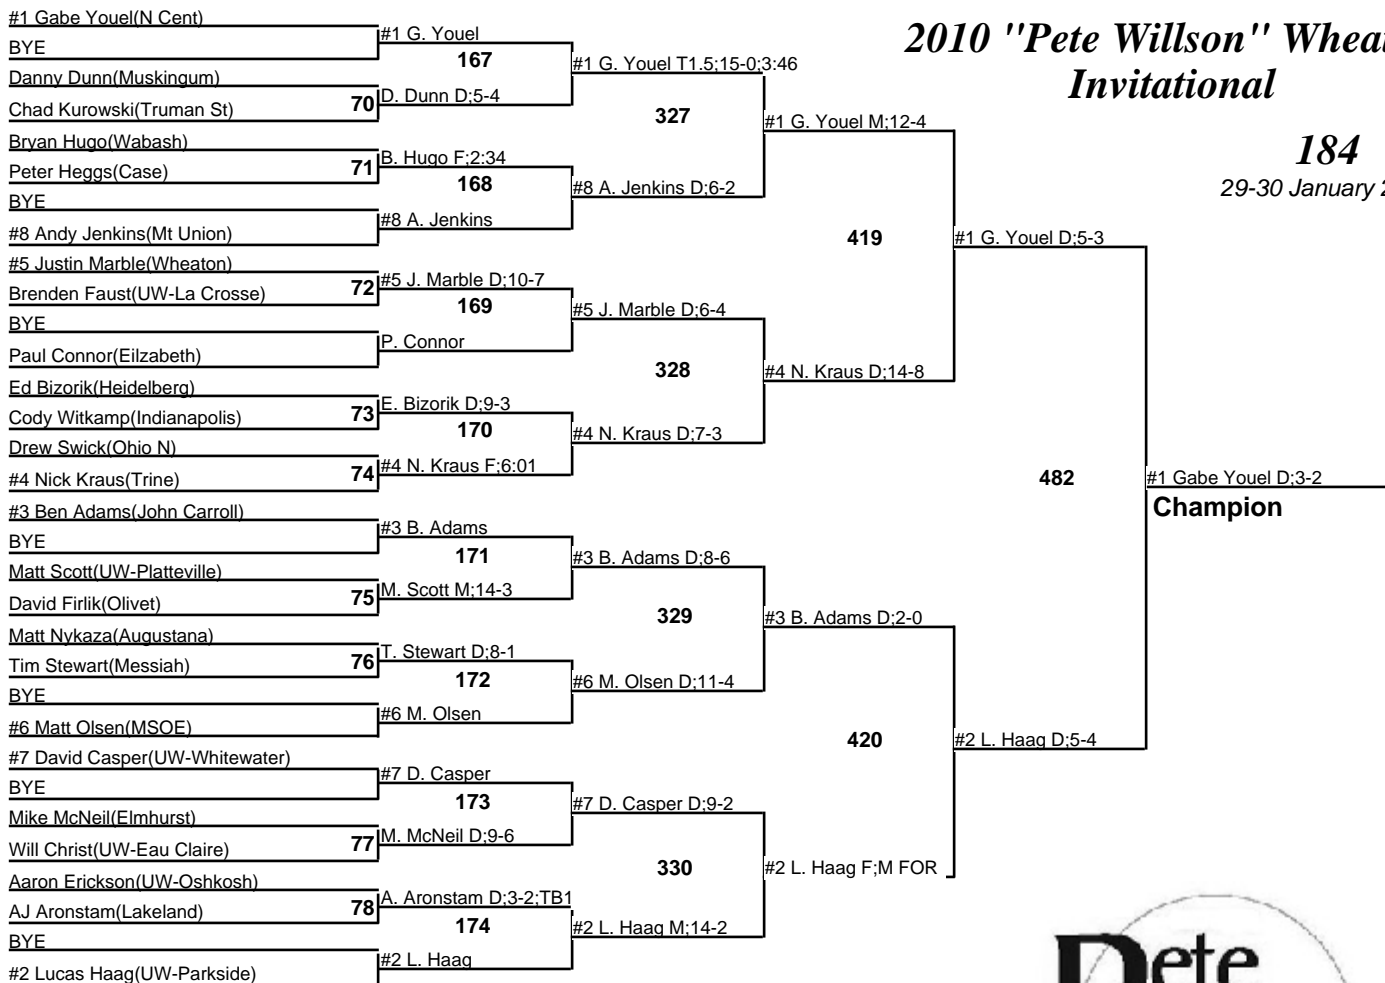 2010 "Pete Willson" Whea
Invitational
184
29-30 January
#1 Gabe Youel(N Cent)
BYE
Danny Dunn(Muskingum)
Chad Kurowski(Truman St)
Bryan Hugo(Wabash)
Peter Heggs(Case)
BYE
#8 Andy Jenkins(Mt Union)
#5 Justin Marble(Wheaton)
Brenden Faust(UW-La Crosse)
BYE
Paul Connor(Eilzabeth)
Ed Bizorik(Heidelberg)
Cody Witkamp(Indianapolis)
Drew Swick(Ohio N)
#4 Nick Kraus(Trine)
#3 Ben Adams(John Carroll)
BYE
Matt Scott(UW-Platteville)
David Firlik(Olivet)
Matt Nykaza(Augustana)
Tim Stewart(Messiah)
BYE
#6 Matt Olsen(MSOE)
#7 David Casper(UW-Whitewater)
BYE
Mike McNeil(Elmhurst)
Will Christ(UW-Eau Claire)
Aaron Erickson(UW-Oshkosh)
AJ Aronstam(Lakeland)
BYE
#2 Lucas Haag(UW-Parkside)
70
71
72
73
74
75
76
77
78
#1 G. Youel
167
D. Dunn D;5-4
B. Hugo F;2:34
168
#8 A. Jenkins
#5 J. Marble D;10-7
169
P. Connor
E. Bizorik D;9-3
170
#4 N. Kraus F;6:01
#3 B. Adams
171
M. Scott M;14-3
T. Stewart D;8-1
172
#6 M. Olsen
#7 D. Casper
173
M. McNeil D;9-6
A. Aronstam D;3-2;TB1
174
#2 L. Haag
#1 G. Youel T1.5;15-0;3:46
327
#8 A. Jenkins D;6-2
#5 J. Marble D;6-4
328
#4 N. Kraus D;7-3
#3 B. Adams D;8-6
329
#6 M. Olsen D;11-4
#7 D. Casper D;9-2
330
#2 L. Haag M;14-2
#1 G. Youel M;12-4
419
#4 N. Kraus D;14-8
#3 B. Adams D;2-0
420
#2 L. Haag F;M FOR
#1 G. Youel D;5-3
482
#2 L. Haag D;5-4
#1 Gabe Youel D;3-2
Champion
Pete